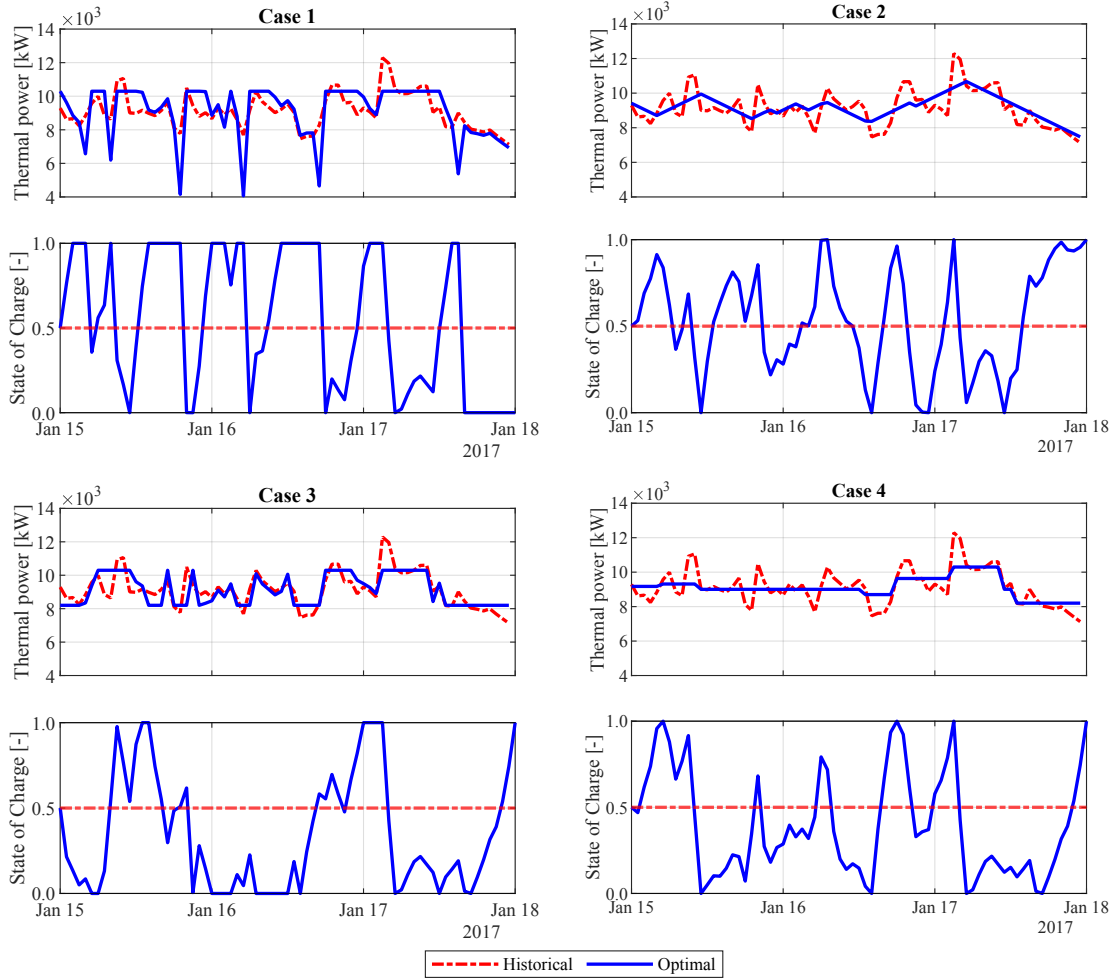 Case 1
×10³
Thermal power [kW]
14
12
10
8
6
4
State of Charge [-]
1.0
0.5
0.0
Jan 15
Jan 16
Jan 17
Jan 18
2017
Case 2
×10³
Thermal power [kW]
14
12
10
8
6
4
State of Charge [-]
1.0
0.5
0.0
Jan 15
Jan 16
Jan 17
Jan 18
2017
Case 3
×10³
Thermal power [kW]
14
12
10
8
6
4
State of Charge [-]
1.0
0.5
0.0
Jan 15
Jan 16
Jan 17
Jan 18
2017
Case 4
×10³
Thermal power [kW]
14
12
10
8
6
4
State of Charge [-]
1.0
0.5
0.0
Jan 15
Jan 16
Jan 17
Jan 18
2017
Historical
Optimal